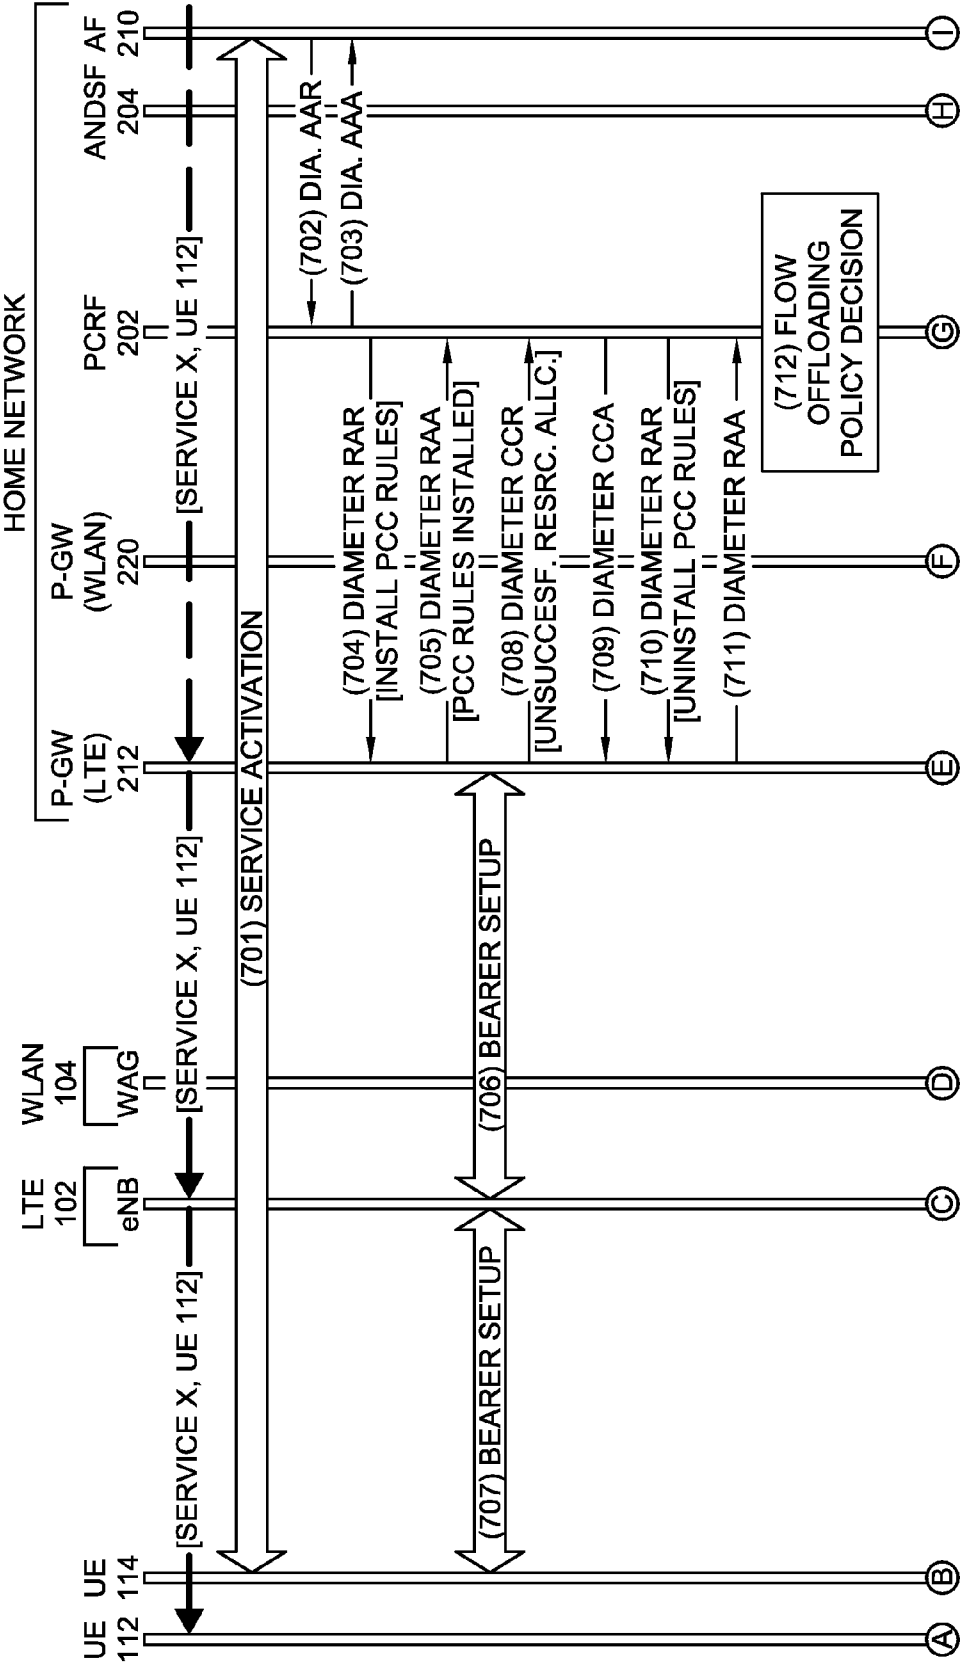 HOME NETWORK
UE
112
UE
114
LTE
102
eNB
WLAN
104
WAG
P-GW
(LTE)
212
P-GW
(WLAN)
220
PCRF
202
ANDSF
204
AF
210
[SERVICE X, UE 112]
[SERVICE X, UE 112]
[SERVICE X, UE 112]
(701) SERVICE ACTIVATION
(702) DIA. AAR
(703) DIA. AAA
(704) DIAMETER RAR
[INSTALL PCC RULES]
(705) DIAMETER RAA
[PCC RULES INSTALLED]
(707) BEARER SETUP
(706) BEARER SETUP
(708) DIAMETER CCR
[UNSUCCESF. RESRC. ALLC.]
(709) DIAMETER CCA
(710) DIAMETER RAR
[UNINSTALL PCC RULES]
(711) DIAMETER RAA
(712) FLOW
OFFLOADING
POLICY DECISION
A
B
C
D
E
F
G
H
I